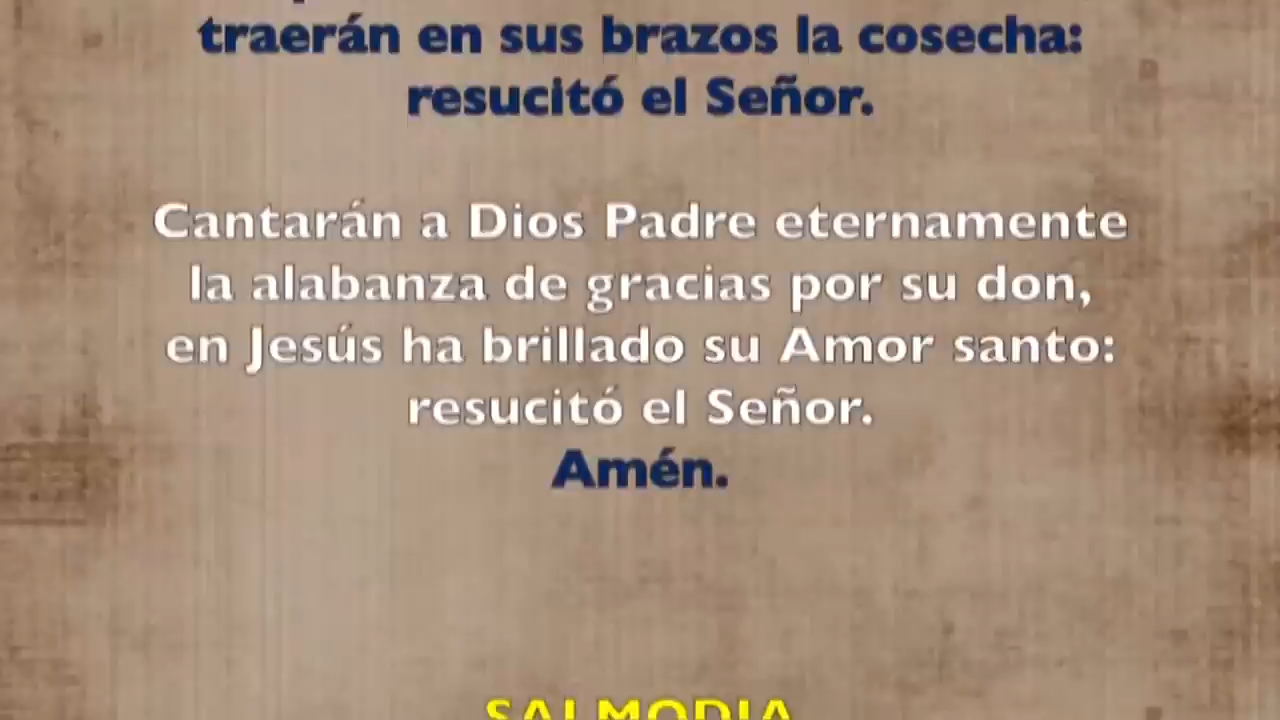 traerán en sus brazos la cosecha:
resucitó el Señor.
Cantarán a Dios Padre eternamente
la alabanza de gracias por su don,
en Jesús ha brillado su Amor santo:
resucitó el Señor.
Amén.
SALMODIA